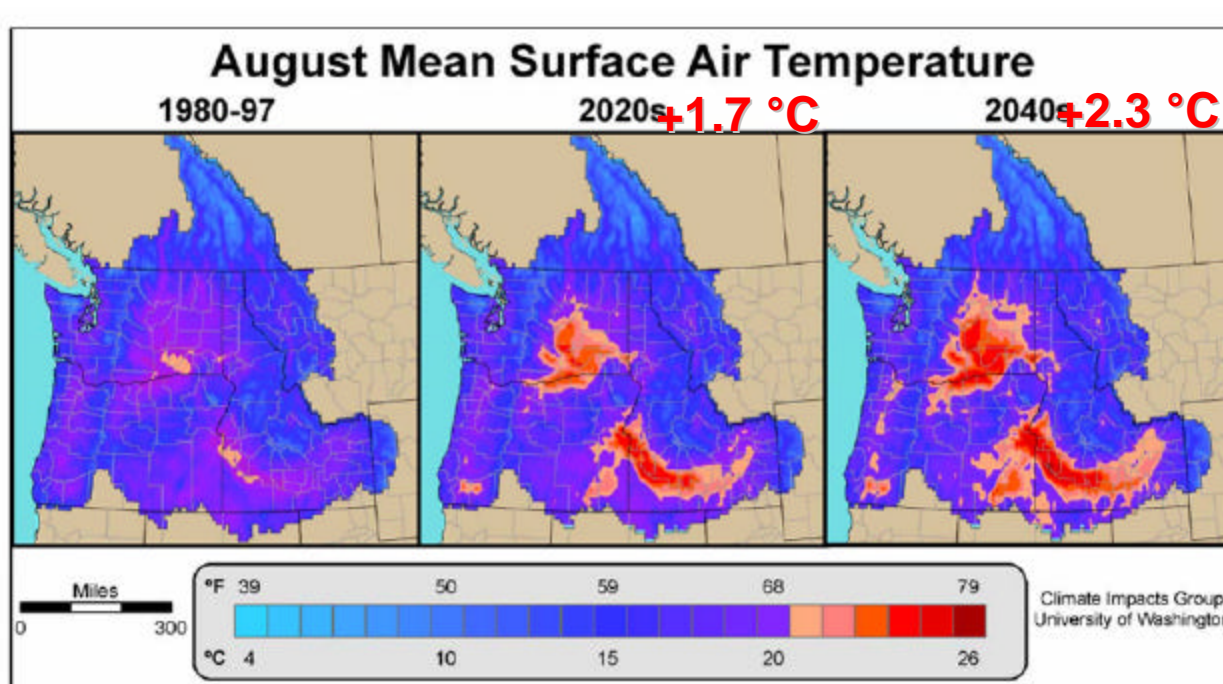 August Mean Surface Air Temperature
1980-97
2020s +1.7 °C
2040s +2.3 °C
Miles
0 300
°F 39 50 59 68 79
°C 4 10 15 20 26
Climate Impacts Group
University of Washington